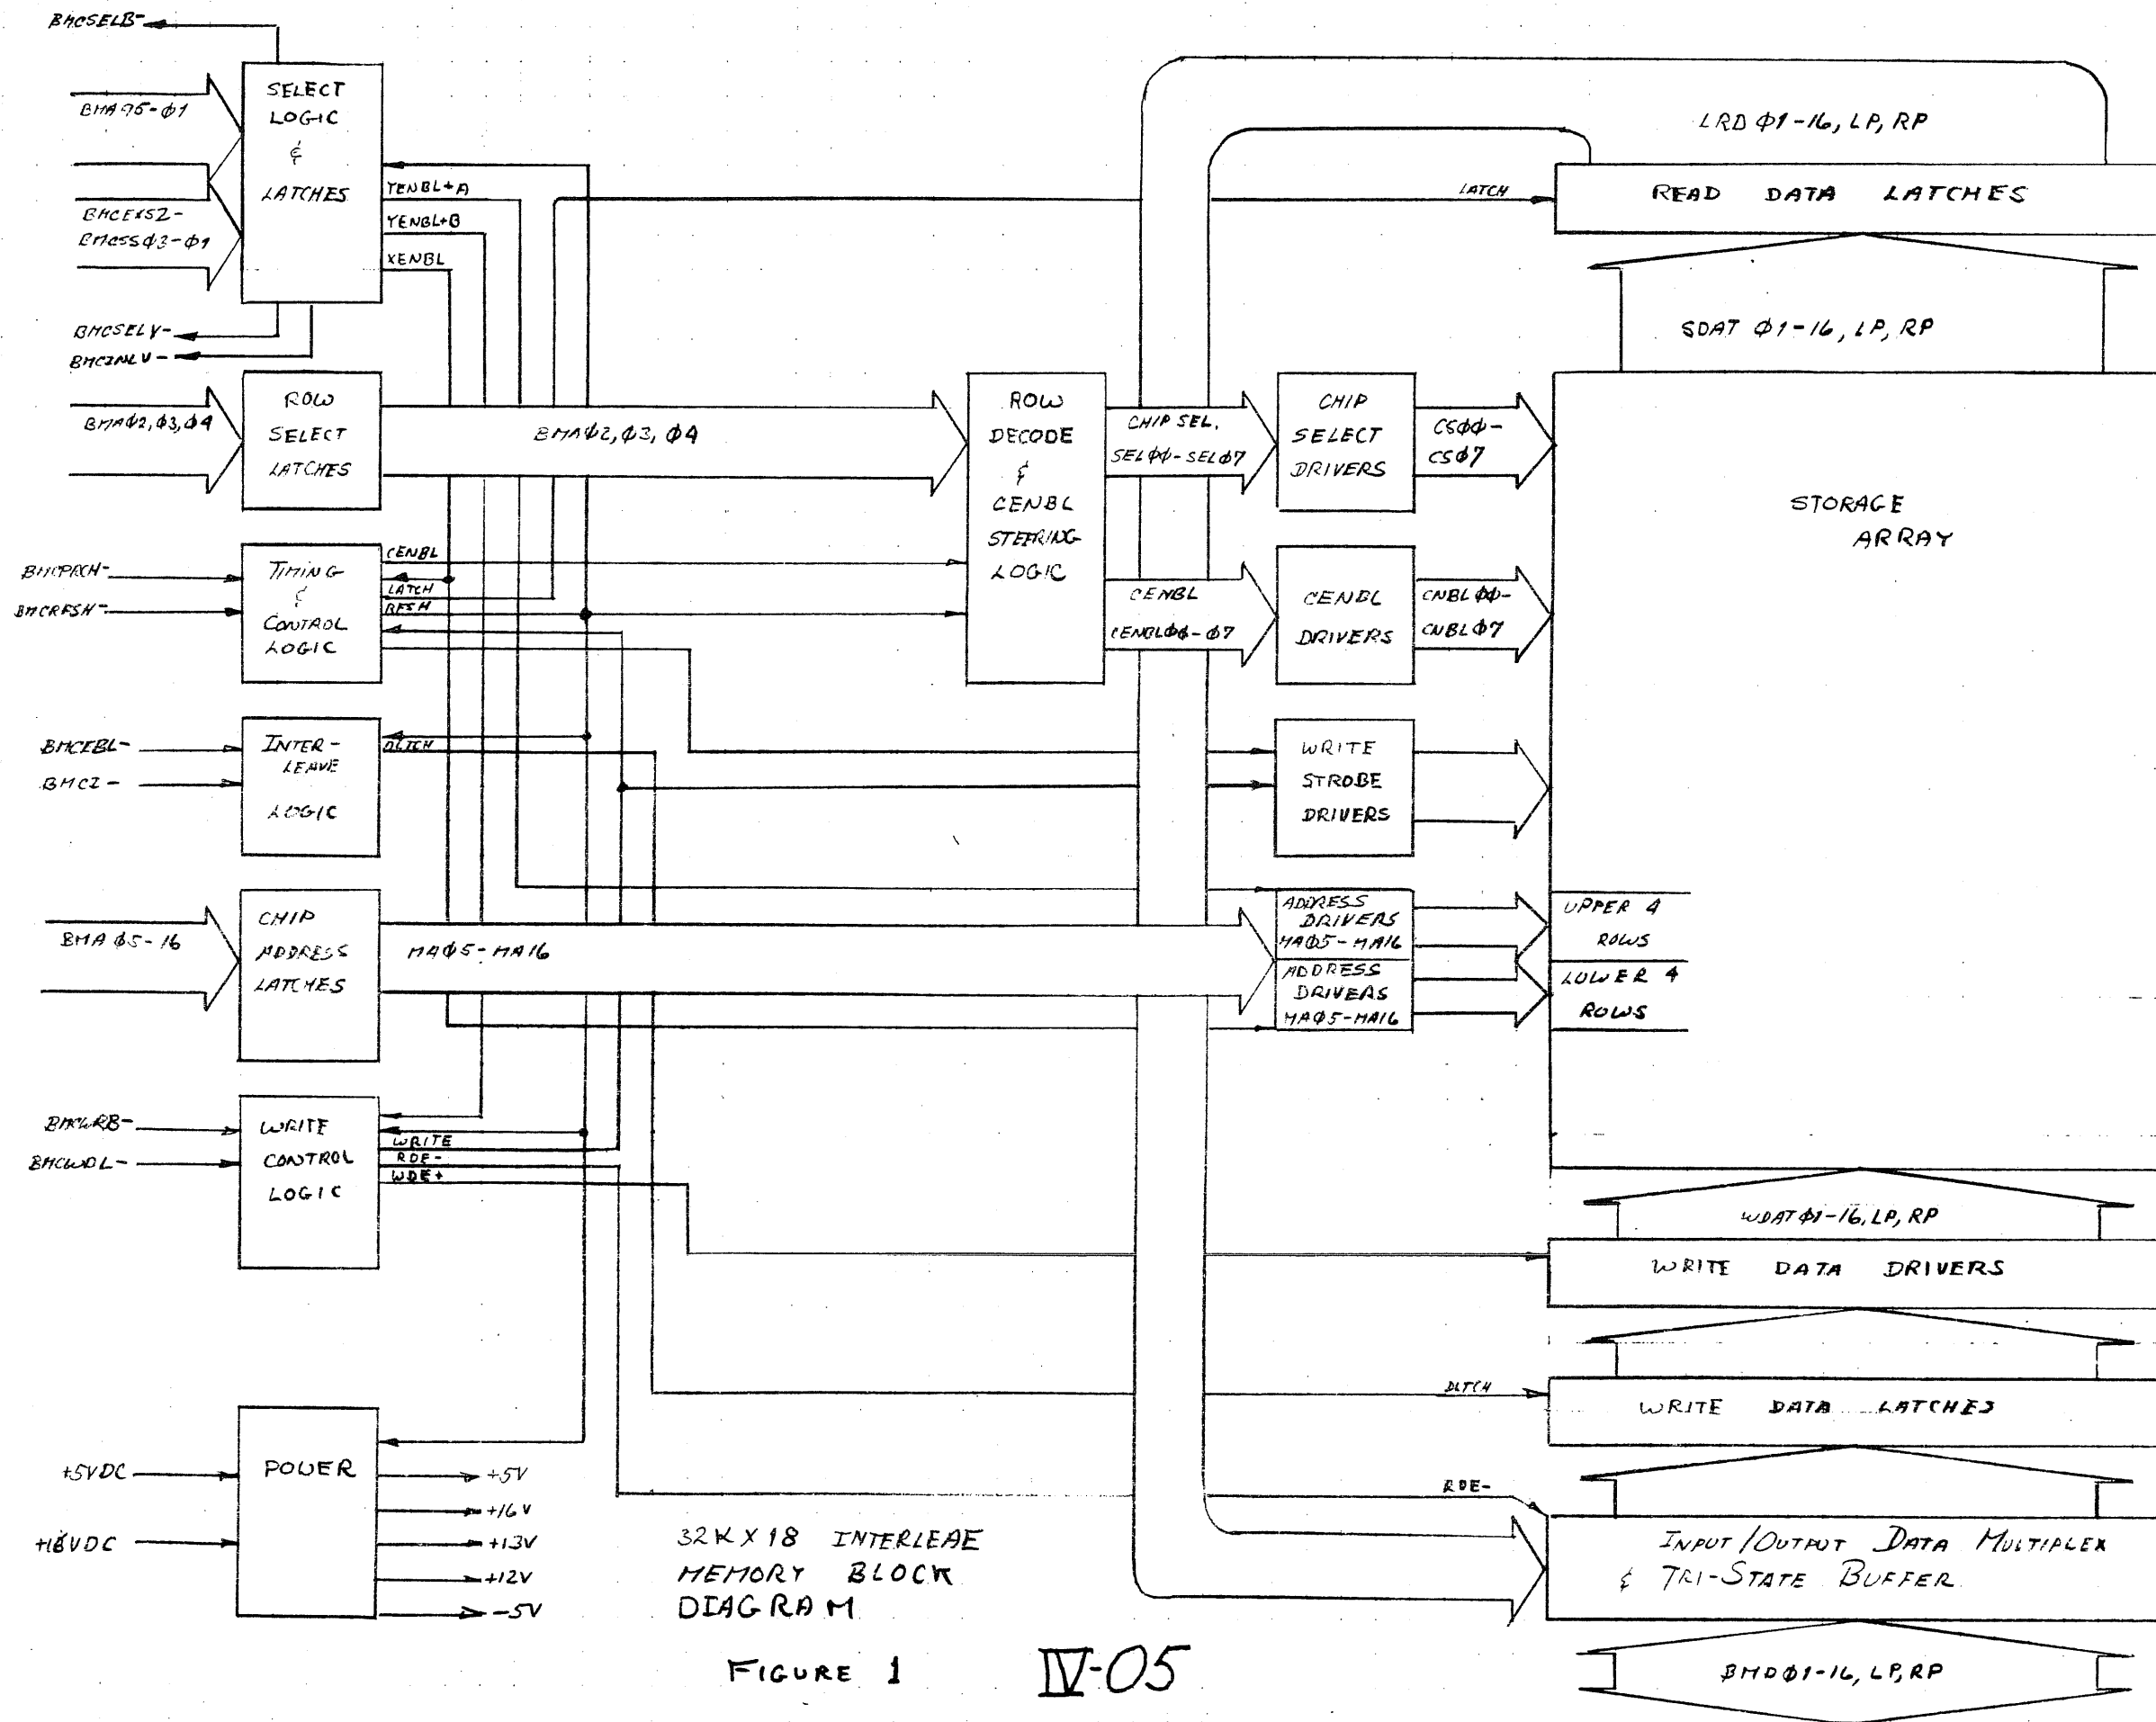 BMCSELB-
SELECT
LOGIC
&
LATCHES
BMA95-φ1
BMCEXS2-
BMCSSφ3-φ1
YENBL+A
YENBL+B
XENBL
BMCSELY-
BMCINLV-
LRD φ1-16, LP, RP
LATCH
READ DATA LATCHES
SDAT φ1-16, LP, RP
BMAφ2, φ3, φ4
ROW
SELECT
LATCHES
BMAφ2, φ3, φ4
ROW
DECODE
&
CENBL
STEERING
LOGIC
CHIP SEL.
SELφφ-SELφ7
CHIP
SELECT
DRIVERS
CSφφ-
CSφ7
STORAGE
ARRAY
BMCPRCH-
BMCRFSH-
TIMING
&
CONTROL
LOGIC
CENBL
LATCH
RFSH
CENBL
CENBLφφ-φ7
CENBL
DRIVERS
CNBLφφ-
CNBLφ7
BMCEBL-
BMCI-
INTER-
LEAVE
LOGIC
DLTCH
WRITE
STROBE
DRIVERS
BMAφ5-16
CHIP
ADDRESS
LATCHES
MAφ5-MA16
ADDRESS
DRIVERS
MAφ5-MA16
ADDRESS
DRIVERS
MAφ5-MA16
UPPER 4
ROWS
LOWER 4
ROWS
BMCWRB-
BMCWDL-
WRITE
CONTROL
LOGIC
WRITE
RDE-
WDE+
WDATφ1-16, LP, RP
WRITE DATA DRIVERS
DLTCH
WRITE DATA LATCHES
+5VDC
+18VDC
POWER
+5V
+16V
+13V
+12V
-5V
RDE-
INPUT/OUTPUT DATA MULTIPLEX
& TRI-STATE BUFFER
BMDφ1-16, LP, RP
32K X 18 INTERLEAE
MEMORY BLOCK
DIAGRAM
FIGURE 1
IV-05